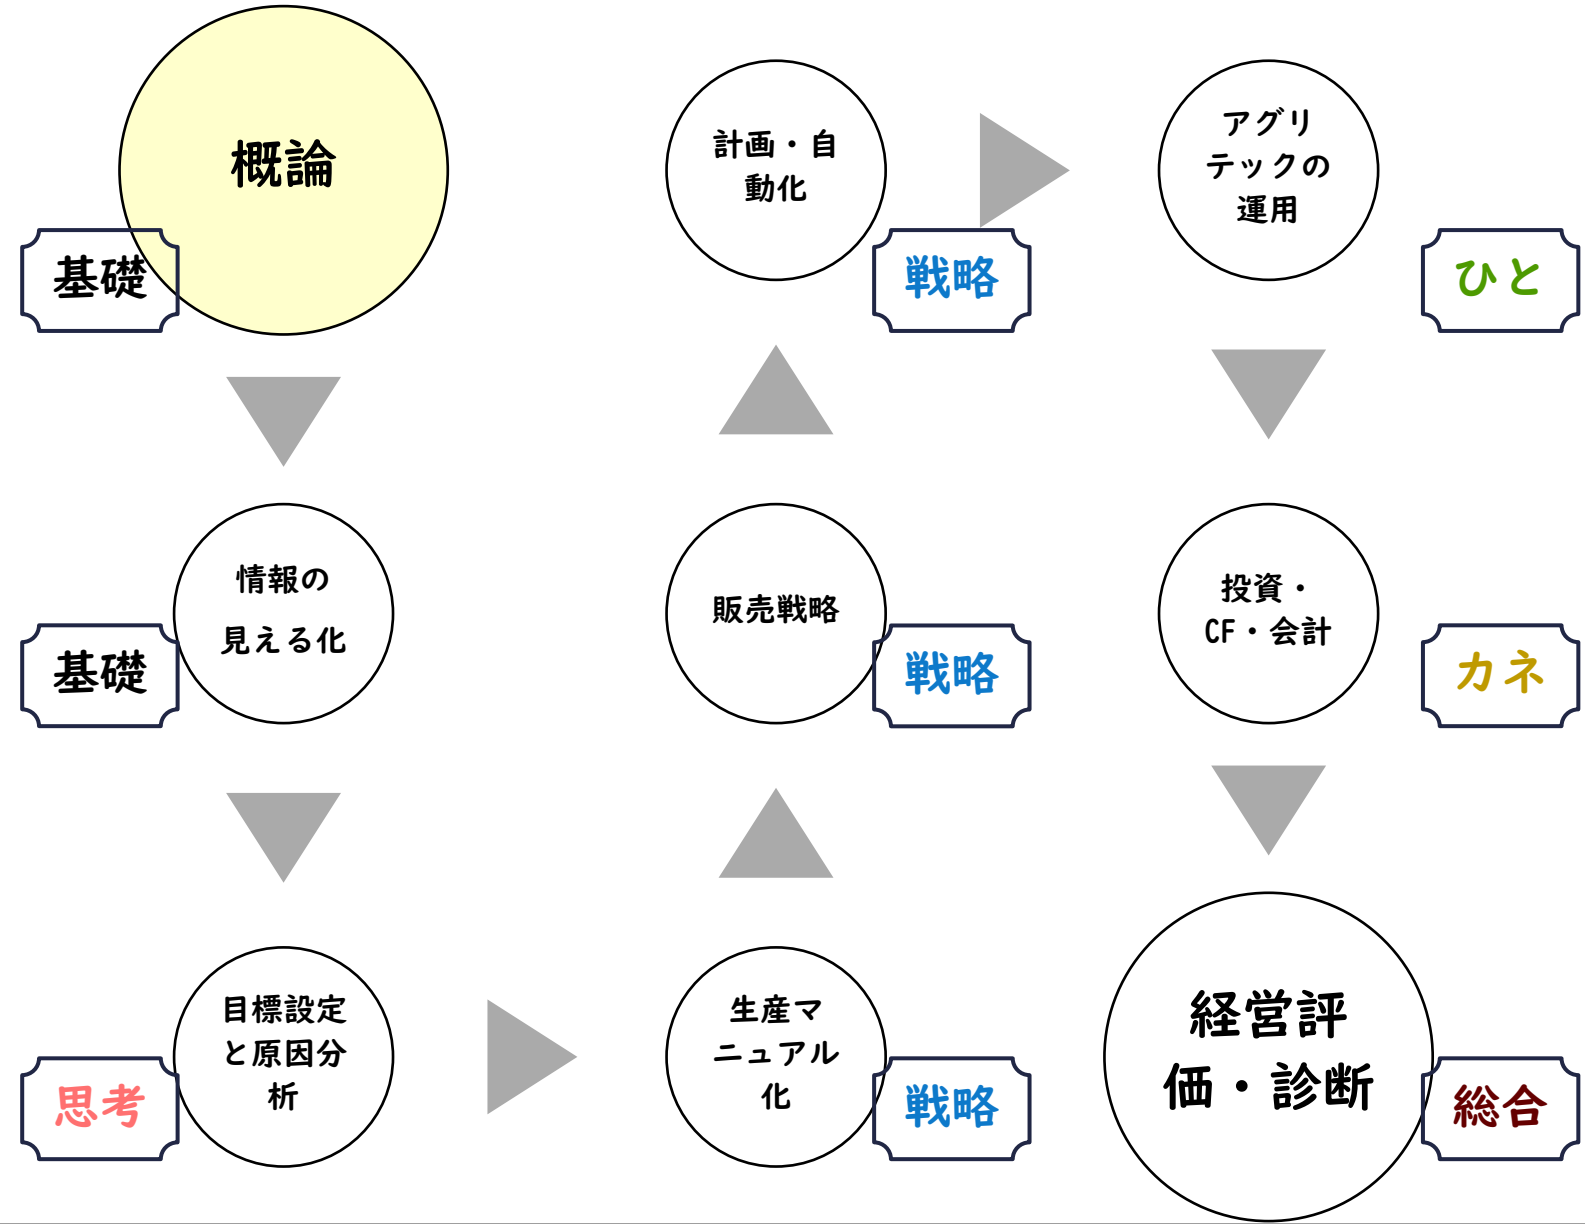 概論
基礎
情報の
見える化
基礎
目標設定
と原因分
析
思考
生産マ
ニュアル
化
戦略
販売戦略
戦略
計画・自
動化
戦略
アグリ
テックの
運用
ひと
投資・
CF・会計
カネ
経営評
価・診断
総合